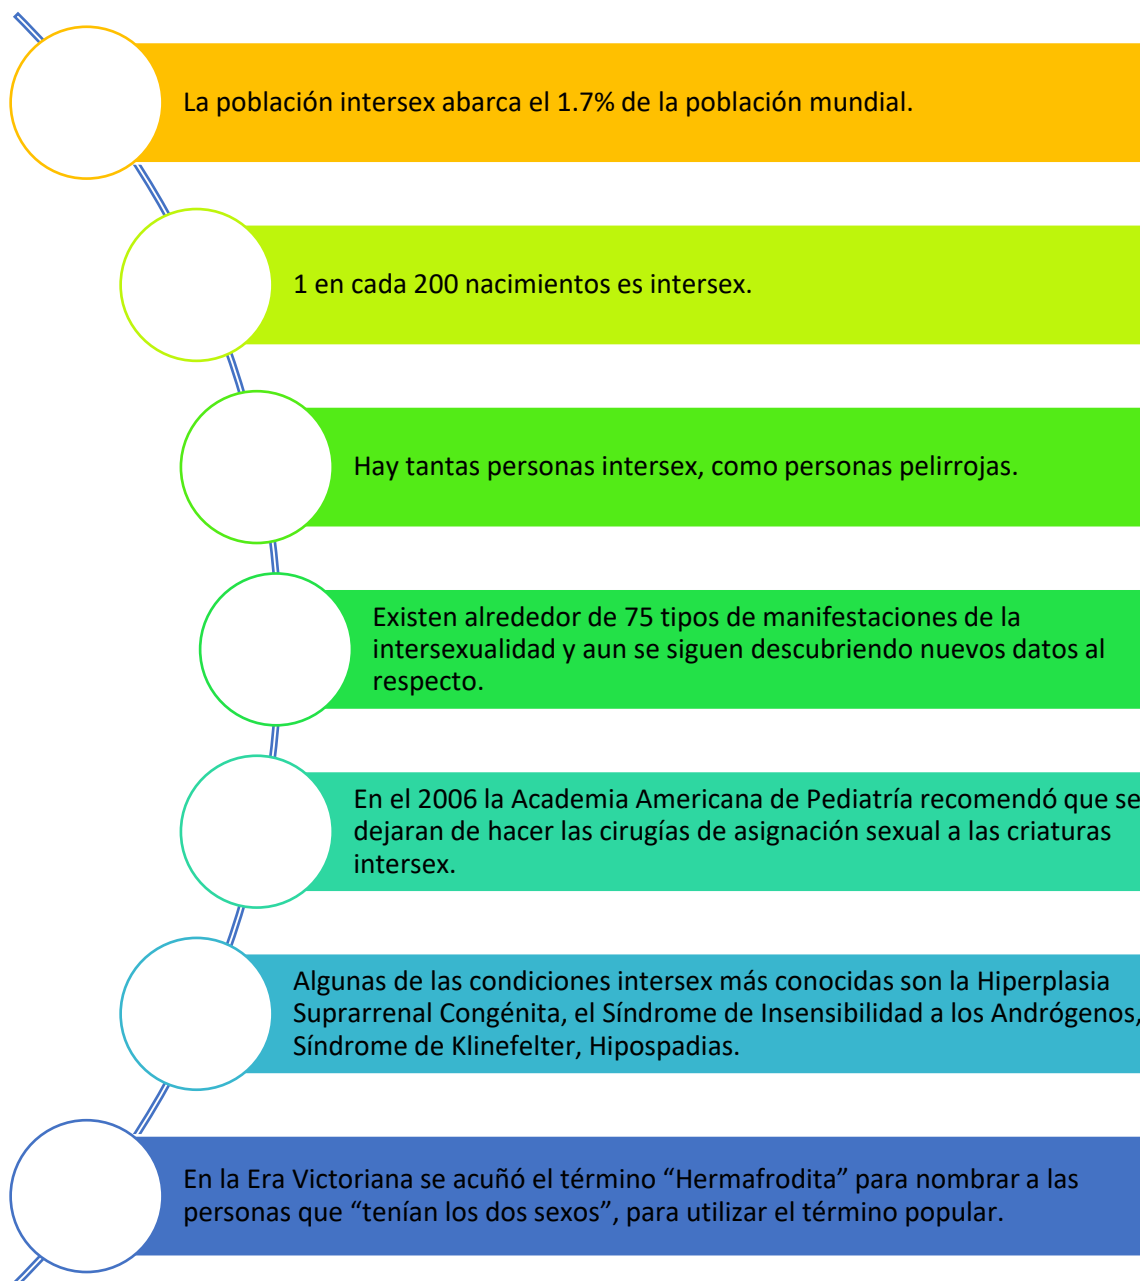 La población intersex abarca el 1.7% de la población mundial.
1 en cada 200 nacimientos es intersex.
Hay tantas personas intersex, como personas pelirrojas.
Existen alrededor de 75 tipos de manifestaciones de la
intersexualidad y aun se siguen descubriendo nuevos datos al
respecto.
En el 2006 la Academia Americana de Pediatría recomendó que se
dejaran de hacer las cirugías de asignación sexual a las criaturas
intersex.
Algunas de las condiciones intersex más conocidas son la Hiperplasia
Suprarrenal Congénita, el Síndrome de Insensibilidad a los Andrógenos,
Síndrome de Klinefelter, Hipospadias.
En la Era Victoriana se acuñó el término “Hermafrodita” para nombrar a las
personas que “tenían los dos sexos”, para utilizar el término popular.